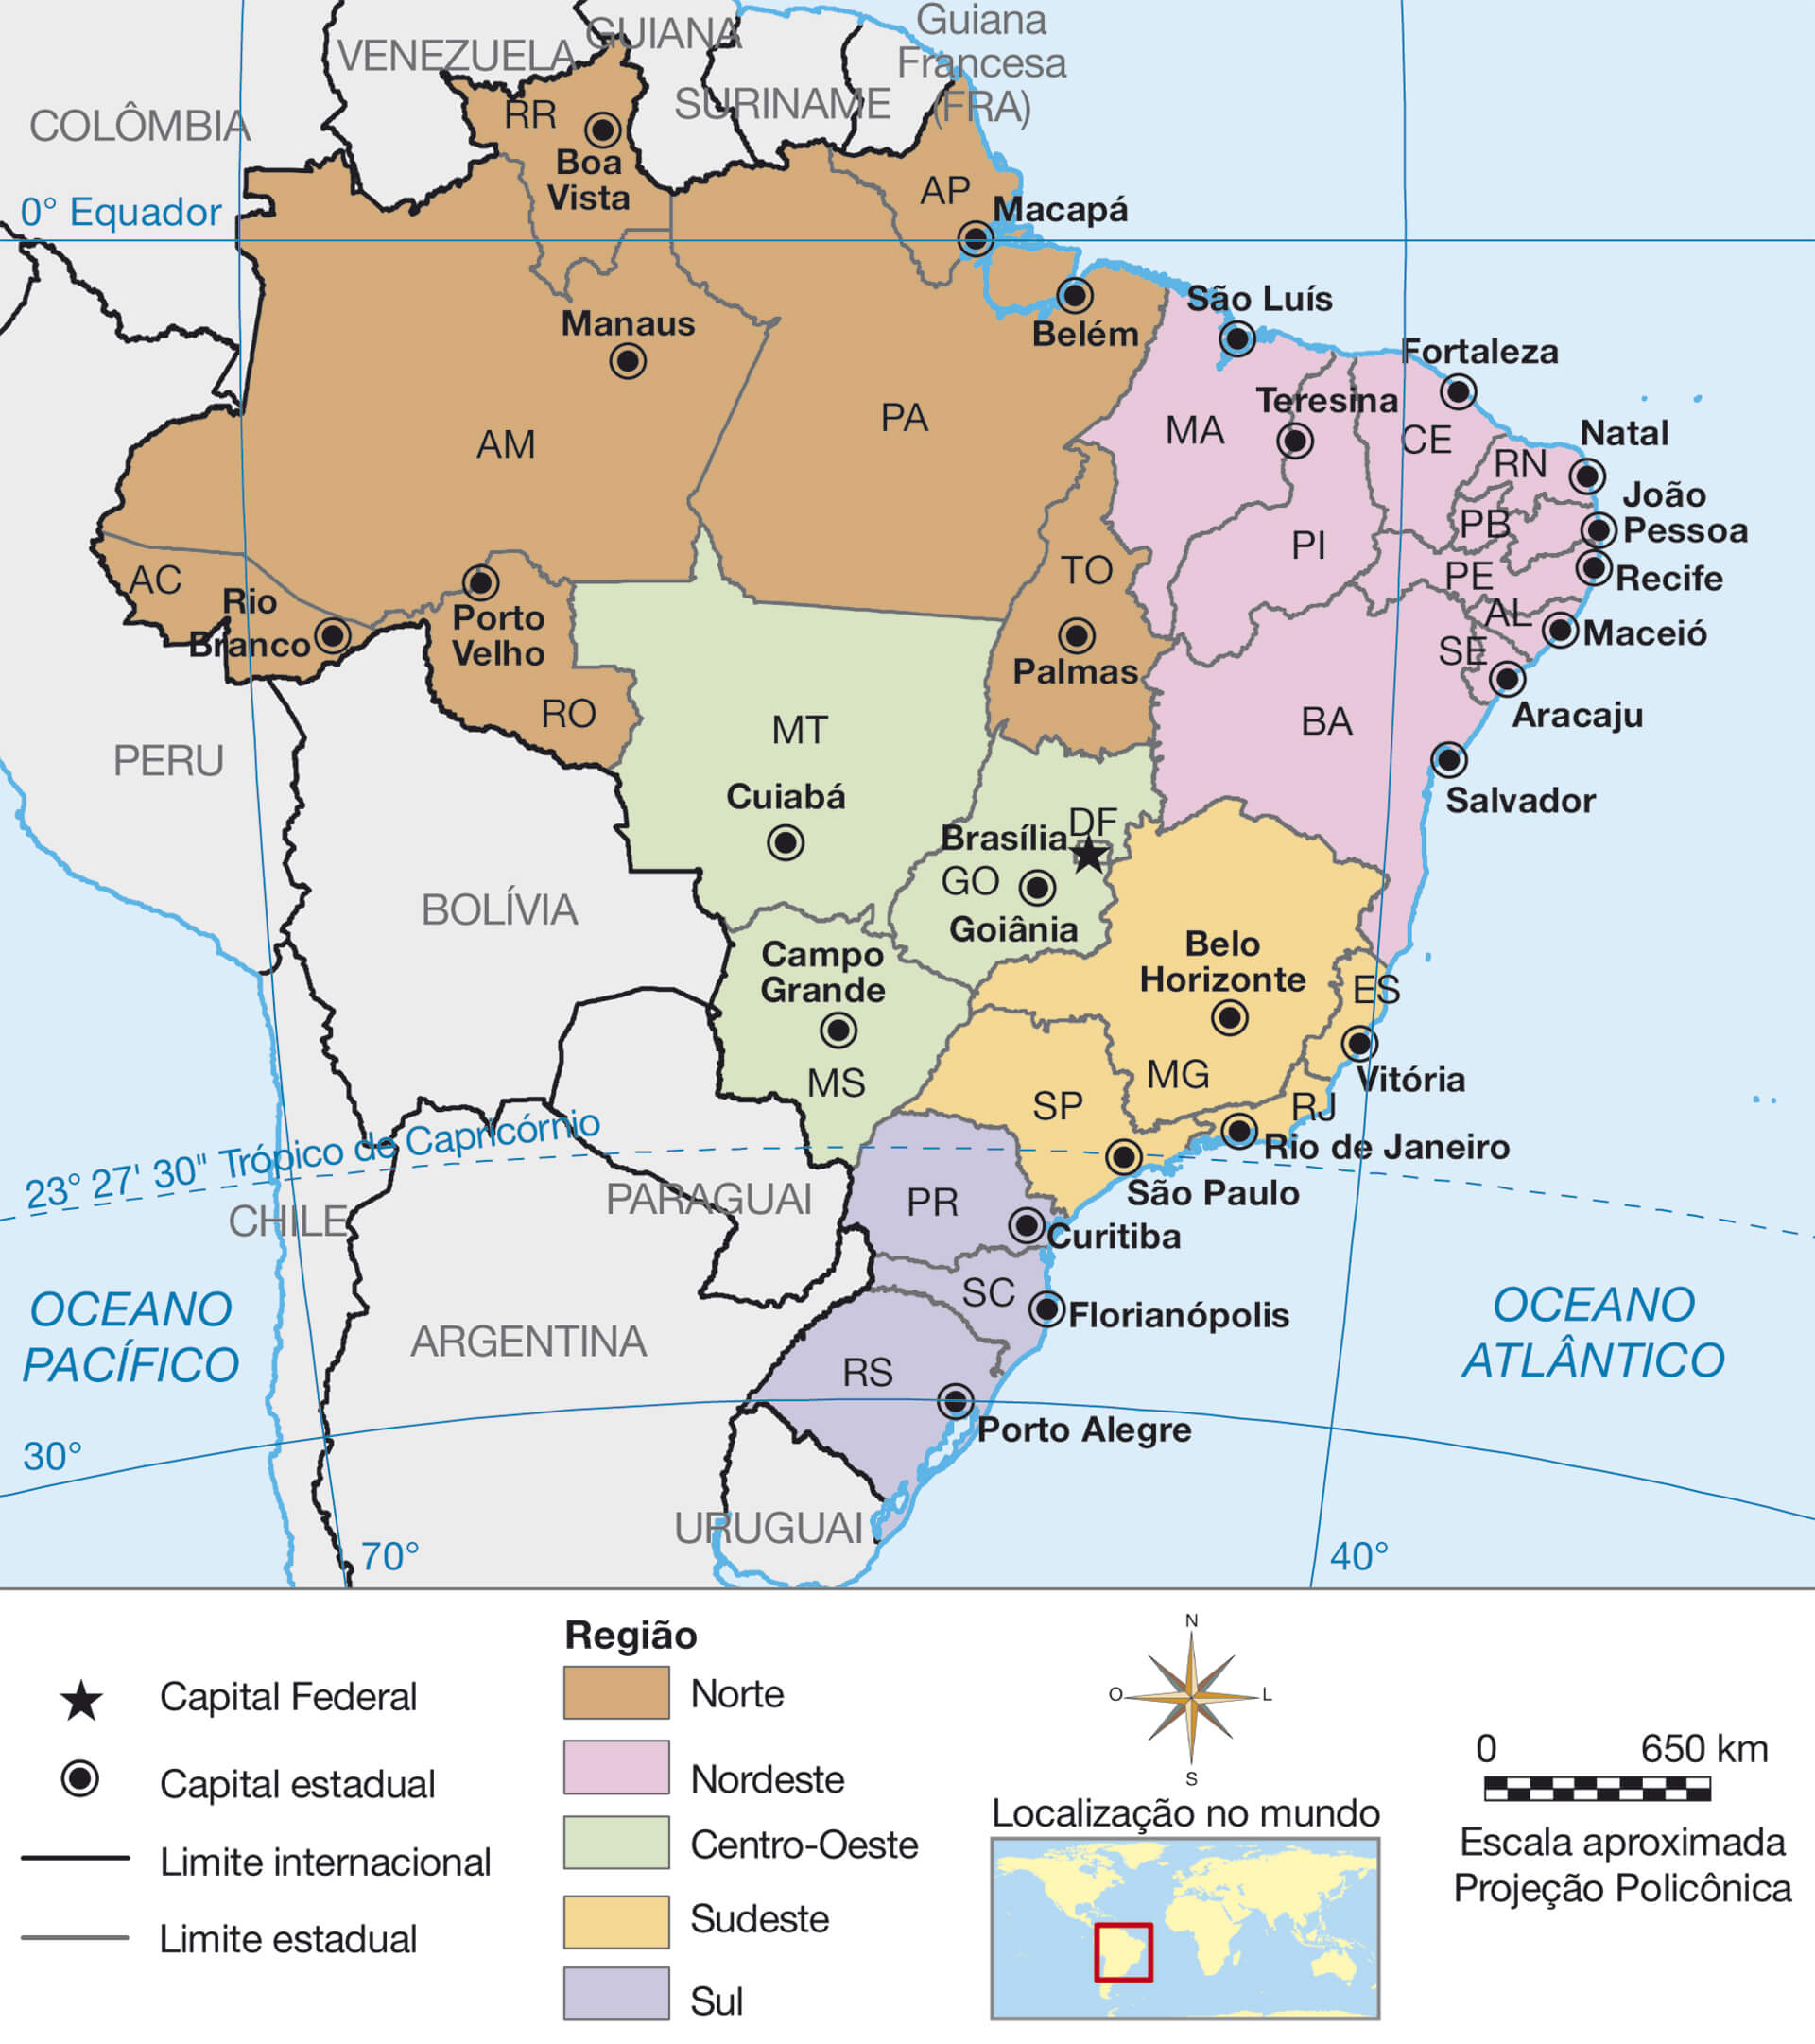 VENEZUELA
GUIANA
Guiana
Francesa
(FRA)
SURINAME
COLÔMBIA
RR
Boa
Vista
AP
Macapá
0° Equador
Belém
São Luís
Manaus
Fortaleza
Teresina
AM
PA
MA
CE
Natal
RN
João
Pessoa
PB
PI
PE
Recife
TO
AC
Rio
Branco
Porto
Velho
AL
Maceió
SE
Palmas
RO
Aracaju
MT
BA
PERU
Salvador
Cuiabá
DF
Brasília
GO
Goiânia
BOLÍVIA
Campo
Grande
Belo
Horizonte
ES
MS
MG
Vitória
SP
RJ
Rio de Janeiro
23° 27' 30" Trópico de Capricórnio
São Paulo
PARAGUAI
PR
CHILE
Curitiba
SC
Florianópolis
OCEANO
PACÍFICO
OCEANO
ATLÂNTICO
ARGENTINA
RS
Porto Alegre
30°
URUGUAI
70°
40°
Capital Federal
Capital estadual
Limite internacional
Limite estadual
Região
Norte
Nordeste
Centro-Oeste
Sudeste
Sul
N
O
L
S
Localização no mundo
0 650 km
Escala aproximada
Projeção Policônica